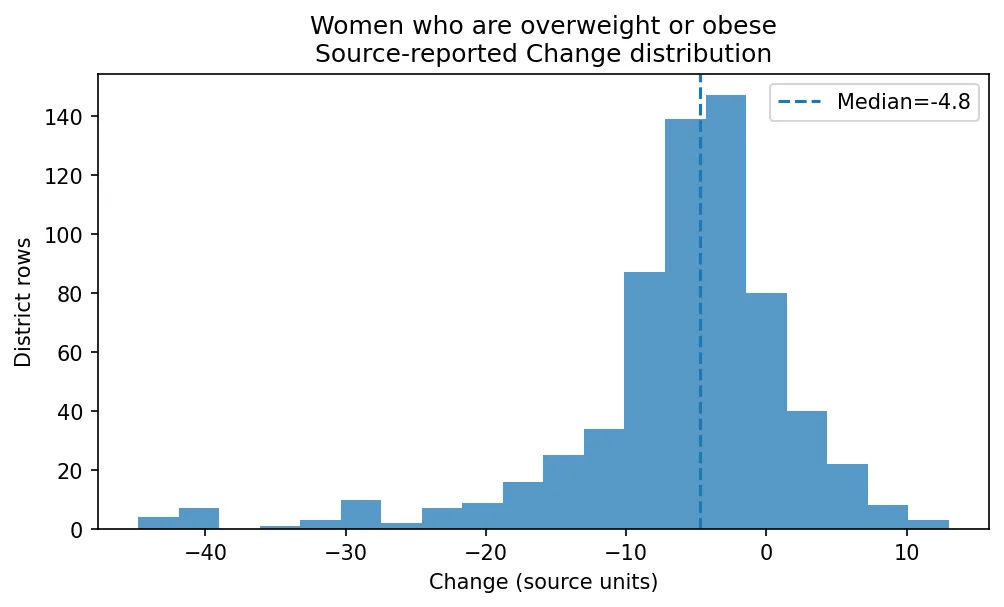 Women who are overweight or obese
Source-reported Change distribution
Median=-4.8
140
120
100
80
60
40
20
0
District rows
−40
−30
−20
−10
0
10
Change (source units)